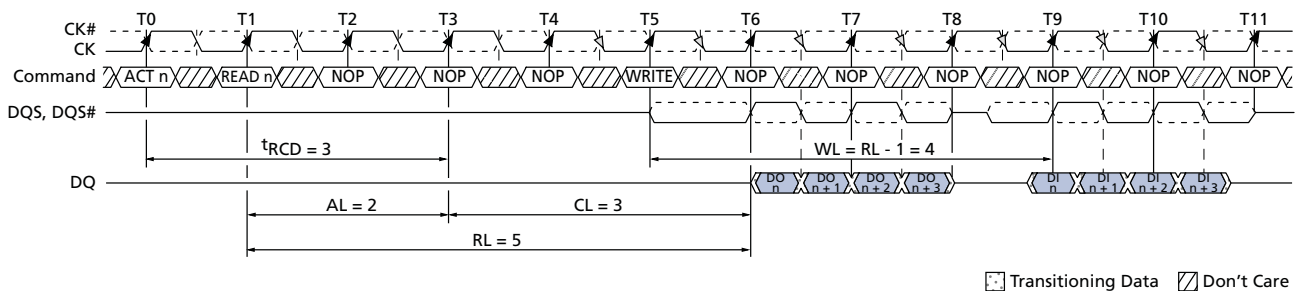 T0 T1 T2 T3 T4 T5 T6 T7 T8 T9 T10 T11
CK#
CK
Command ACT n READ n NOP NOP NOP WRITE NOP NOP NOP NOP NOP NOP
DQS, DQS#
tRCD = 3 WL = RL - 1 = 4
DQ DO n DO n + 1 DO n + 2 DO n + 3 DI n DI n + 1 DI n + 2 DI n + 3
AL = 2 CL = 3
RL = 5
Transitioning Data Don't Care